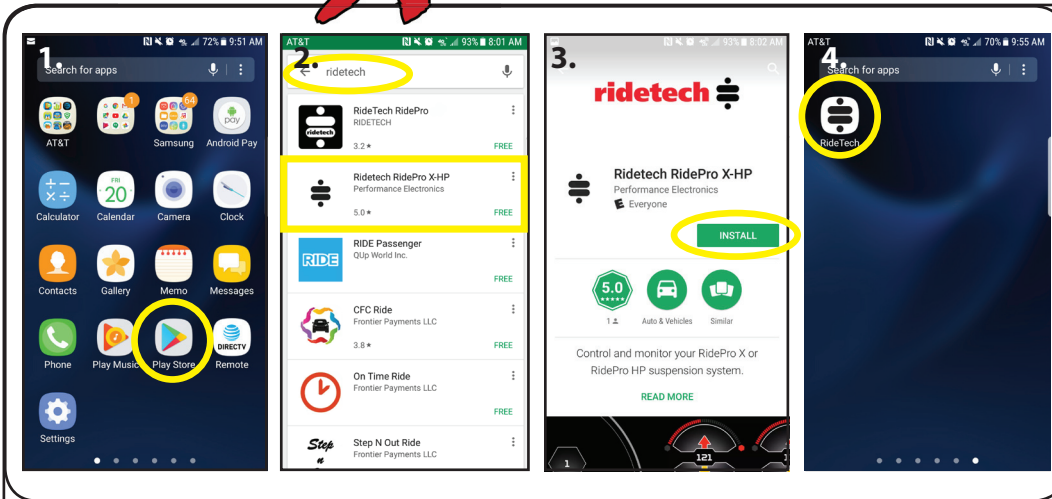 1.
72% 9:51 AM
Search for apps
1
64
pay
AT&T
Samsung
Android Pay
FRI
20
Calculator
Calendar
Camera
Clock
Contacts
Gallery
Memo
Messages
DIRECTV
Phone
Play Music
Play Store
Remote
Settings
2.
AT&T
93% 8:01 AM
ridetech
ridetech
RideTech RidePro
RIDETECH
3.2 ★
FREE
Ridetech RidePro X-HP
Performance Electronics
5.0 ★
FREE
RIDE
RIDE Passenger
QUp World Inc.
FREE
CFC Ride
Frontier Payments LLC
3.8 ★
FREE
On Time Ride
Frontier Payments LLC
FREE
Step
n
Step N Out Ride
Frontier Payments LLC
3.
93% 8:02 AM
ridetech
Ridetech RidePro X-HP
Performance Electronics
E Everyone
INSTALL
5.0
1
Auto & Vehicles
Similar
Control and monitor your RidePro X or
RidePro HP suspension system.
READ MORE
1
121
4.
AT&T
70% 9:55 AM
Search for apps
RideTech